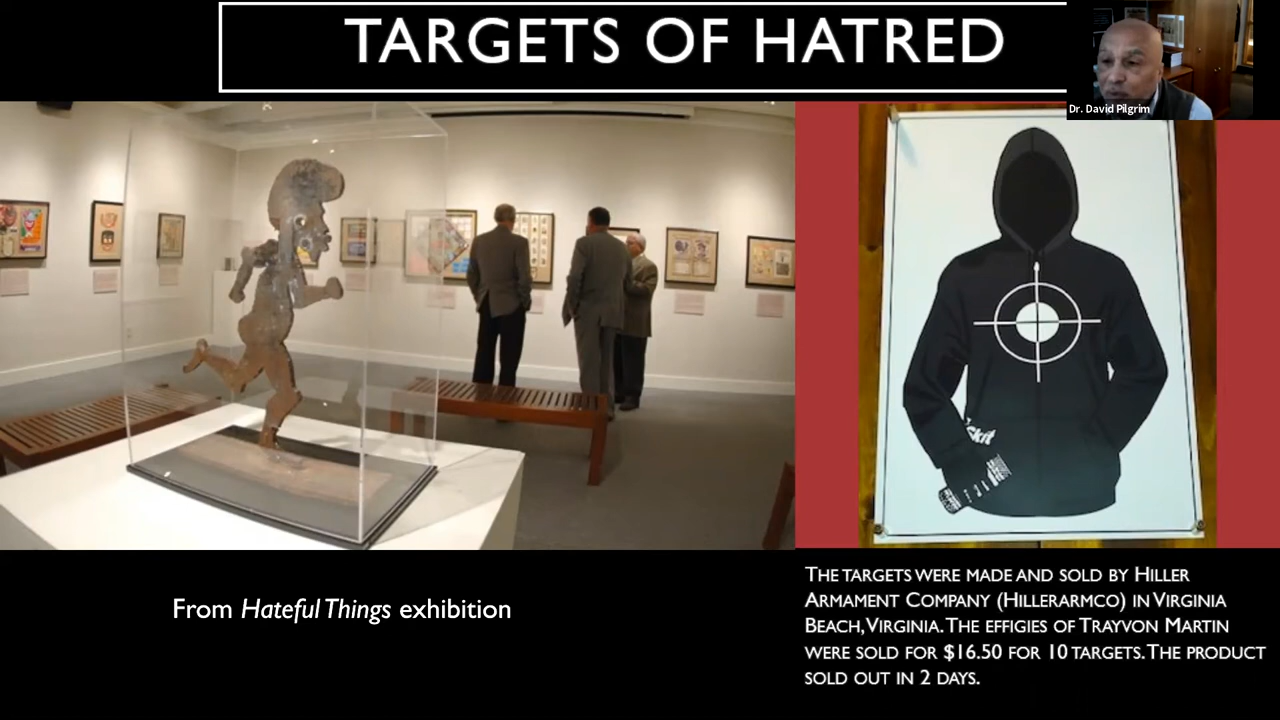 TARGETS OF HATRED
Dr. David Pilgrim
From Hateful Things exhibition
THE TARGETS WERE MADE AND SOLD BY HILLER
ARMAMENT COMPANY (HILLERARMCO) IN VIRGINIA
BEACH, VIRGINIA. THE EFFIGIES OF TRAYVON MARTIN
WERE SOLD FOR $16.50 FOR 10 TARGETS. THE PRODUCT
SOLD OUT IN 2 DAYS.